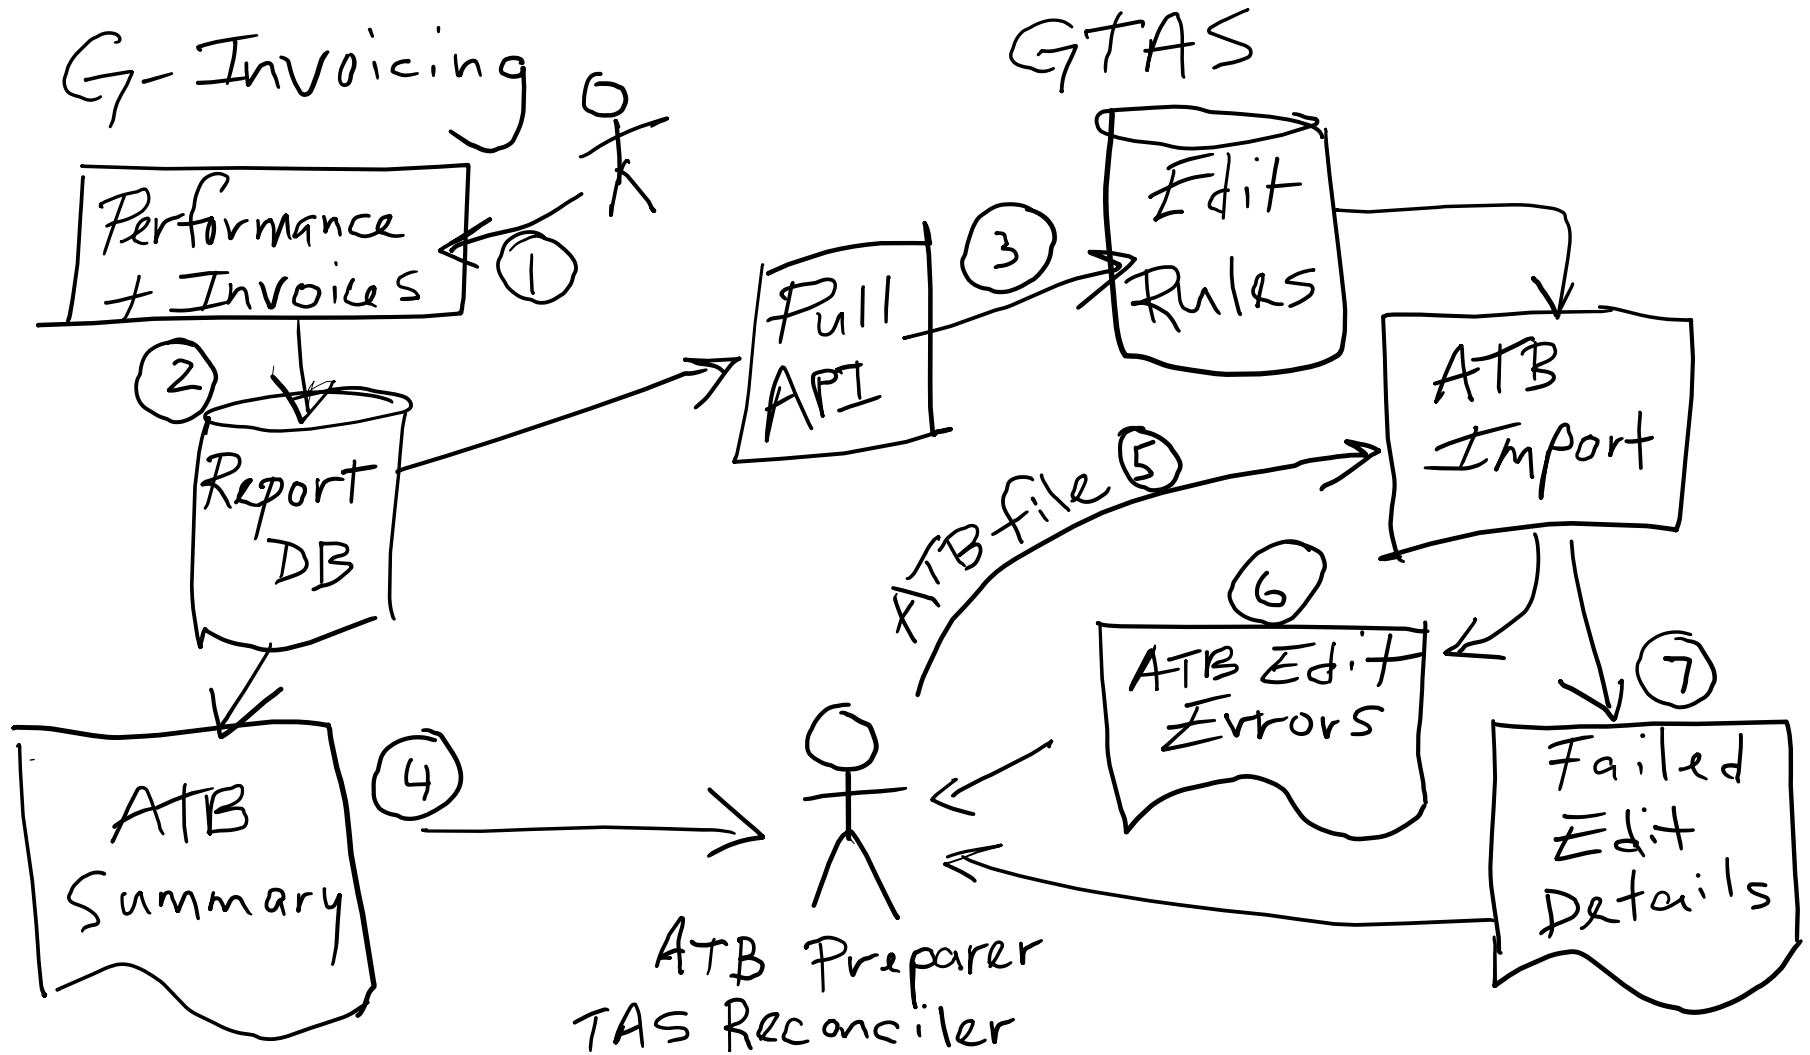 G-Invoicing
Performance
+ Invoices
1
2
Report
DB
ATB
Summary
4
Pull
API
3
GTAS
Edit
Rules
ATB
Import
ATB file 5
6
ATB Edit
Errors
7
Failed
Edit
Details
ATB Preparer
TAS Reconciler